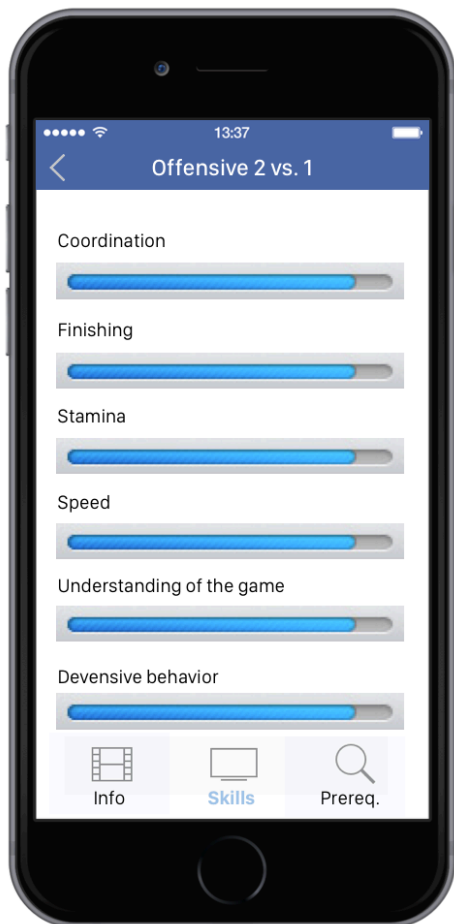 13:37
Offensive 2 vs. 1
Coordination
Finishing
Stamina
Speed
Understanding of the game
Devensive behavior
Info Skills Prereq.